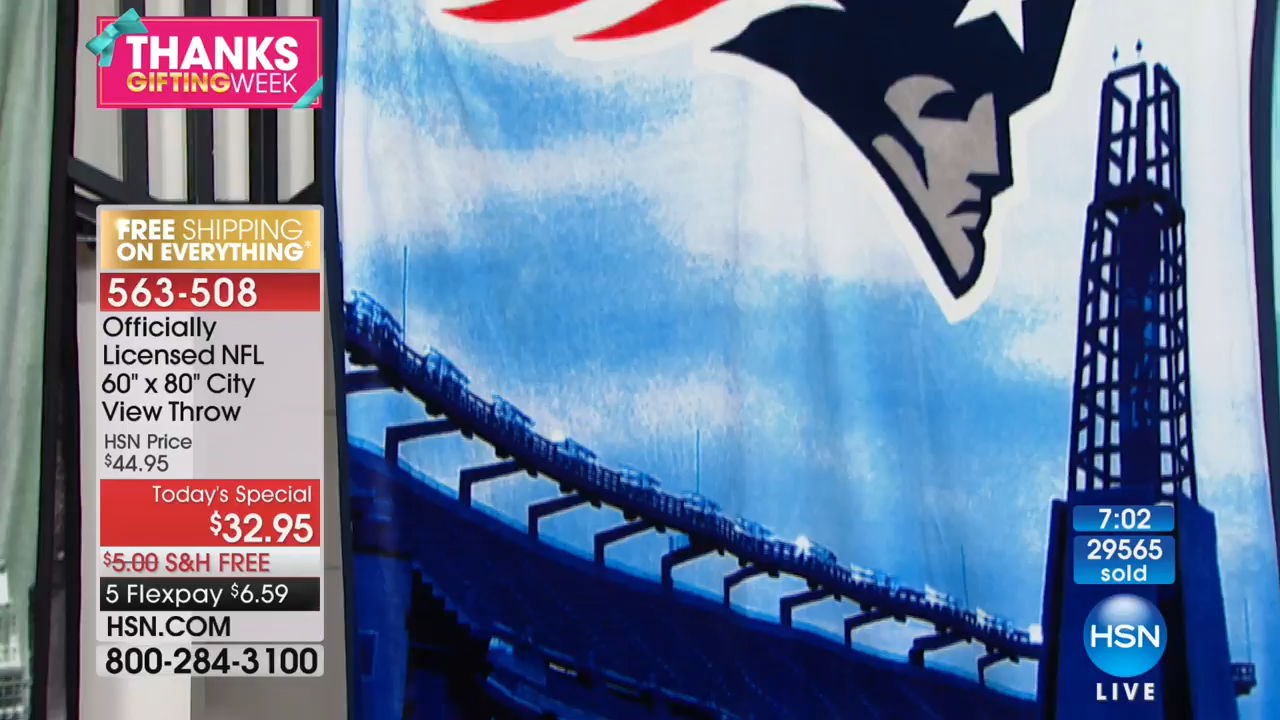 THANKS
GIFTINGWEEK
FREE SHIPPING
ON EVERYTHING*
563-508
Officially
Licensed NFL
60" x 80" City
View Throw
HSN Price
$44.95
Today's Special
$32.95
$5.00 S&H FREE
5 Flexpay $6.59
HSN.COM
800-284-3100
7:02
29565
sold
HSN
LIVE